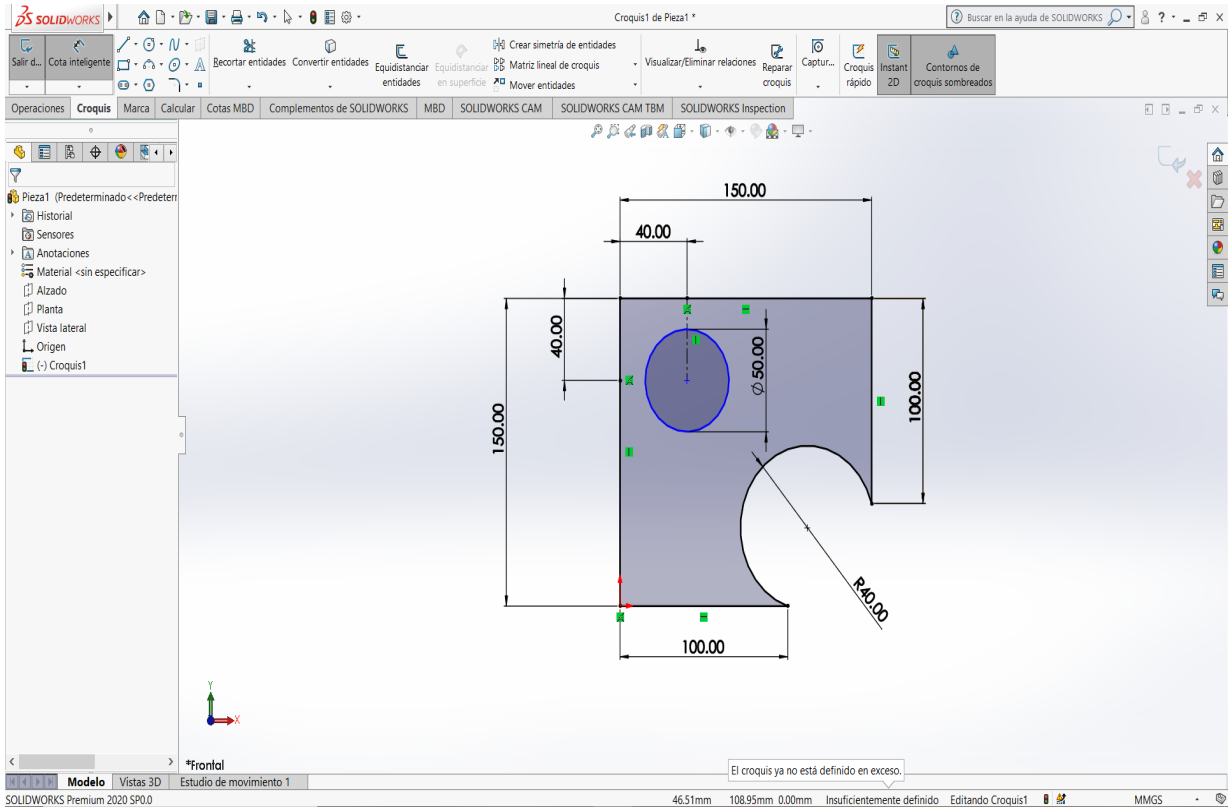 SOLIDWORKS
Croquis1 de Pieza1 *
Buscar en la ayuda de SOLIDWORKS
?
Salir d...
Cota inteligente
Recortar entidades
Convertir entidades
Equidistanciar entidades
Equidistanciar en superficie
Crear simetría de entidades
Matriz lineal de croquis
Mover entidades
Visualizar/Eliminar relaciones
Reparar croquis
Captur...
Croquis rápido
Instant 2D
Contornos de croquis sombreados
Operaciones Croquis Marca Calcular Cotas MBD Complementos de SOLIDWORKS MBD SOLIDWORKS CAM SOLIDWORKS CAM TBM SOLIDWORKS Inspection
Pieza1 (Predeterminado<<Predeterr
Historial
Sensores
Anotaciones
Material <sin especificar>
Alzado
Planta
Vista lateral
Origen
(-) Croquis1
150.00
40.00
40.00
Ø 50.00
150.00
100.00
R40.00
100.00
Y
X
*Frontal
El croquis ya no está definido en exceso.
Modelo Vistas 3D Estudio de movimiento 1
SOLIDWORKS Premium 2020 SP0.0
46.51mm 108.95mm 0.00mm Insuficientemente definido Editando Croquis1 MMGS